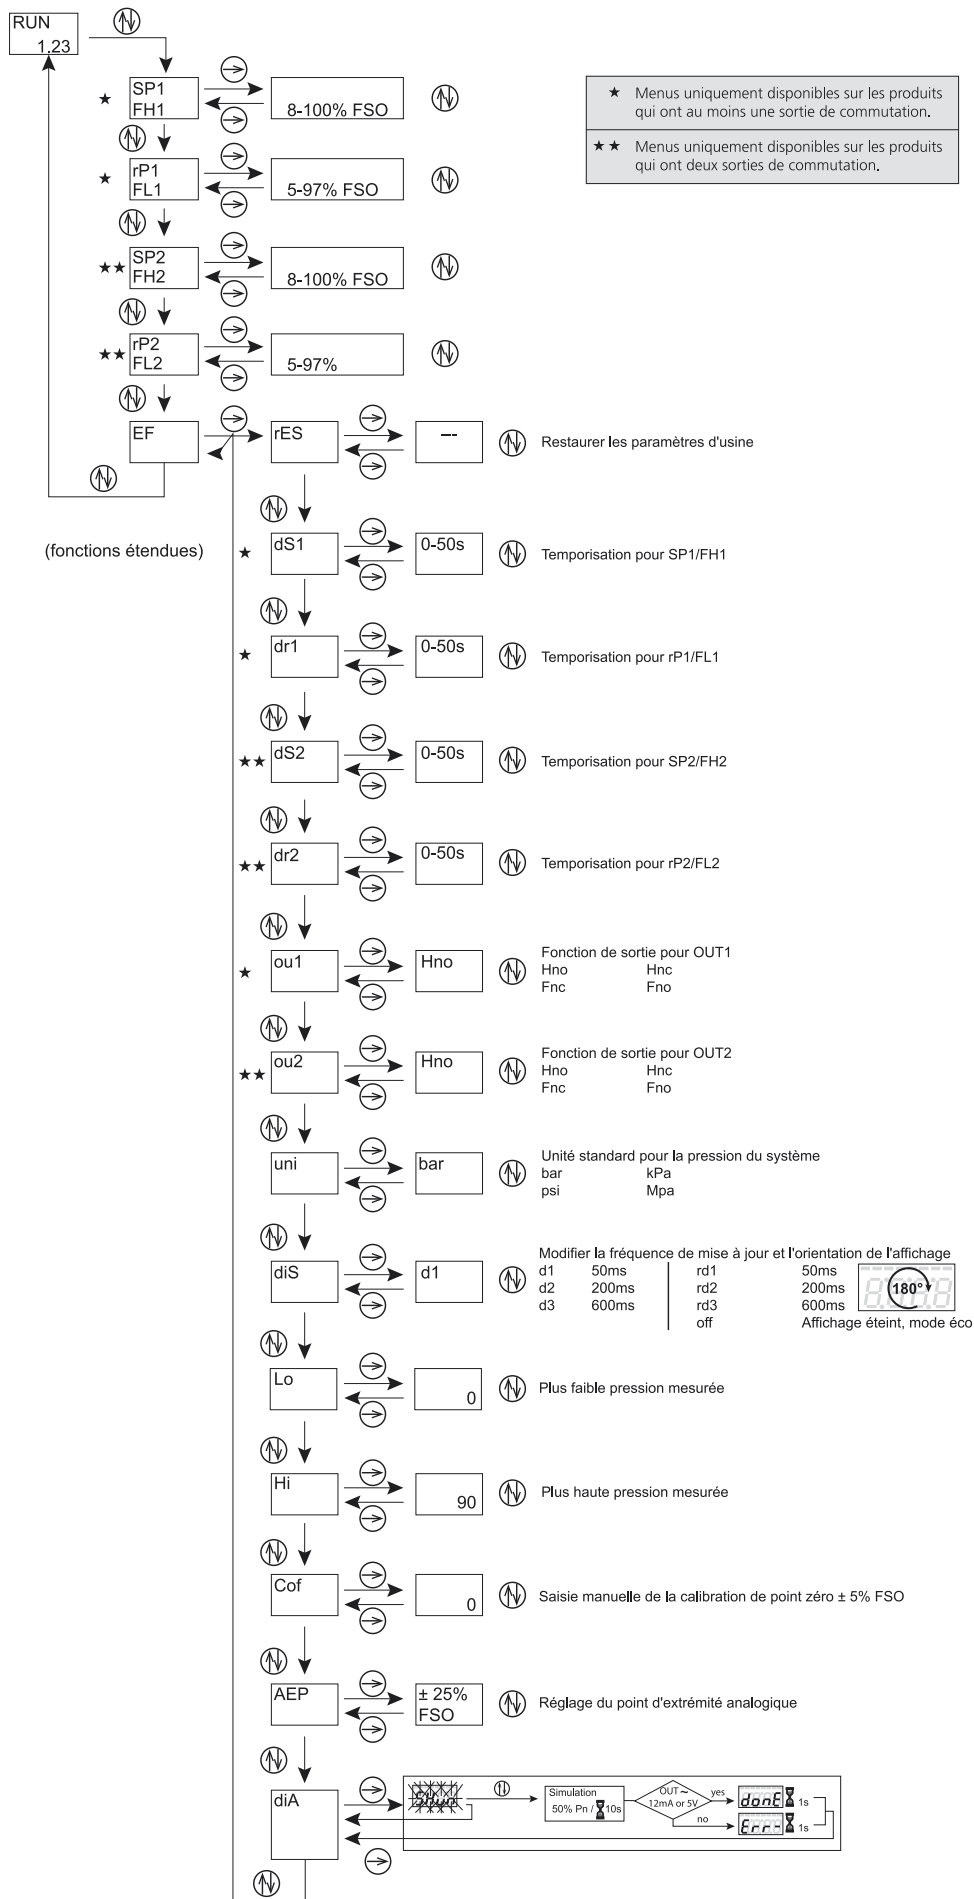 RUN
1.23
★ Menus uniquement disponibles sur les produits
qui ont au moins une sortie de commutation.
★★ Menus uniquement disponibles sur les produits
qui ont deux sorties de commutation.
★ SP1
FH1
8-100% FSO
★ rP1
FL1
5-97% FSO
★★ SP2
FH2
8-100% FSO
★★ rP2
FL2
5-97%
EF
rES
---
Restaurer les paramètres d'usine
(fonctions étendues)
★ dS1
0-50s
Temporisation pour SP1/FH1
★ dr1
0-50s
Temporisation pour rP1/FL1
★★ dS2
0-50s
Temporisation pour SP2/FH2
★★ dr2
0-50s
Temporisation pour rP2/FL2
★ ou1
Hno
Fonction de sortie pour OUT1
Hno Hnc
Fnc Fno
★★ ou2
Hno
Fonction de sortie pour OUT2
Hno Hnc
Fnc Fno
uni
bar
Unité standard pour la pression du système
bar kPa
psi Mpa
diS
d1
Modifier la fréquence de mise à jour et l'orientation de l'affichage
d1 50ms rd1 50ms
d2 200ms rd2 200ms
d3 600ms rd3 600ms
off Affichage éteint, mode éco
180°
Lo
0
Plus faible pression mesurée
Hi
90
Plus haute pression mesurée
Cof
0
Saisie manuelle de la calibration de point zéro ± 5% FSO
AEP
± 25%
FSO
Réglage du point d'extrémité analogique
diA
Simulation
50% Pn / 10s
OUT ~
12mA or 5V
yes
donE 1s
no
Err- 1s